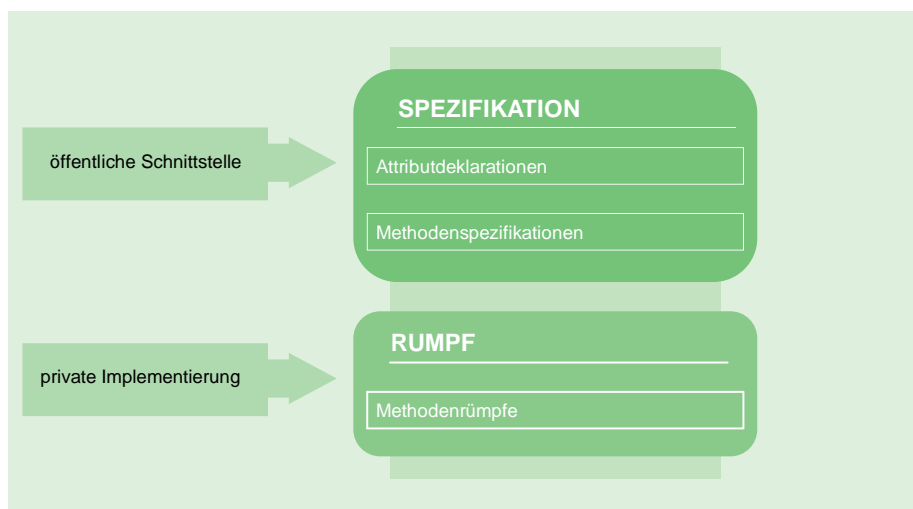 SPEZIFIKATION
öffentliche Schnittstelle
Attributdeklarationen
Methodenspezifikationen
RUMPF
private Implementierung
Methodenrümpfe